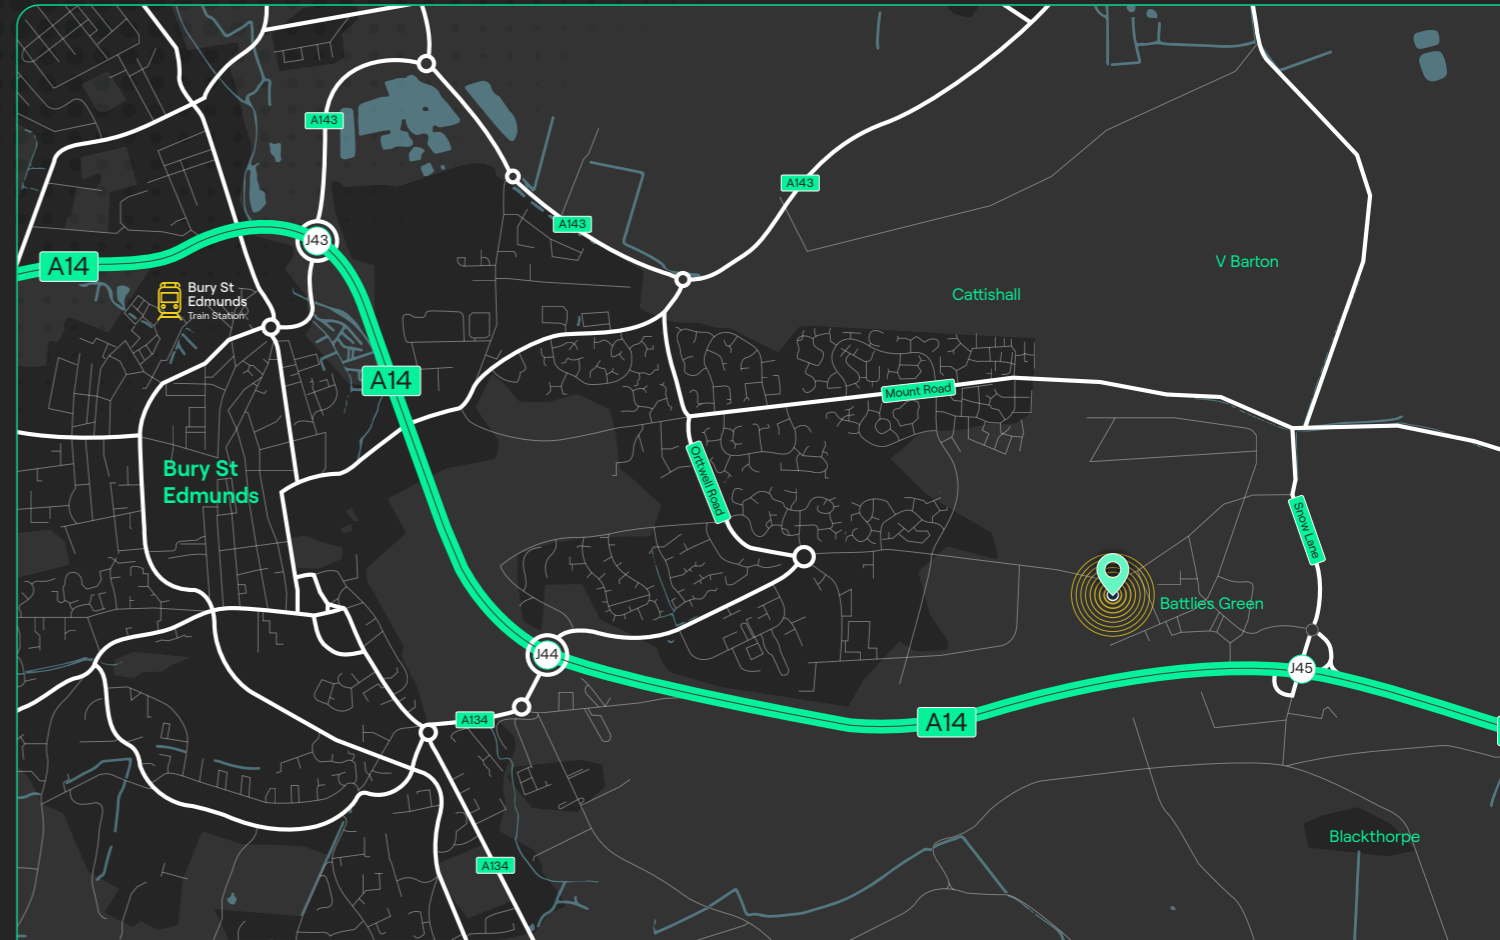 A143
A143
A143
J43
V Barton
A14
Bury St
Edmunds
Train Station
Cattishall
A14
Mount Road
Bury St
Edmunds
Orttwell Road
Snow Lane
Battlies Green
J44
J45
A134
A14
Blackthorpe
A134